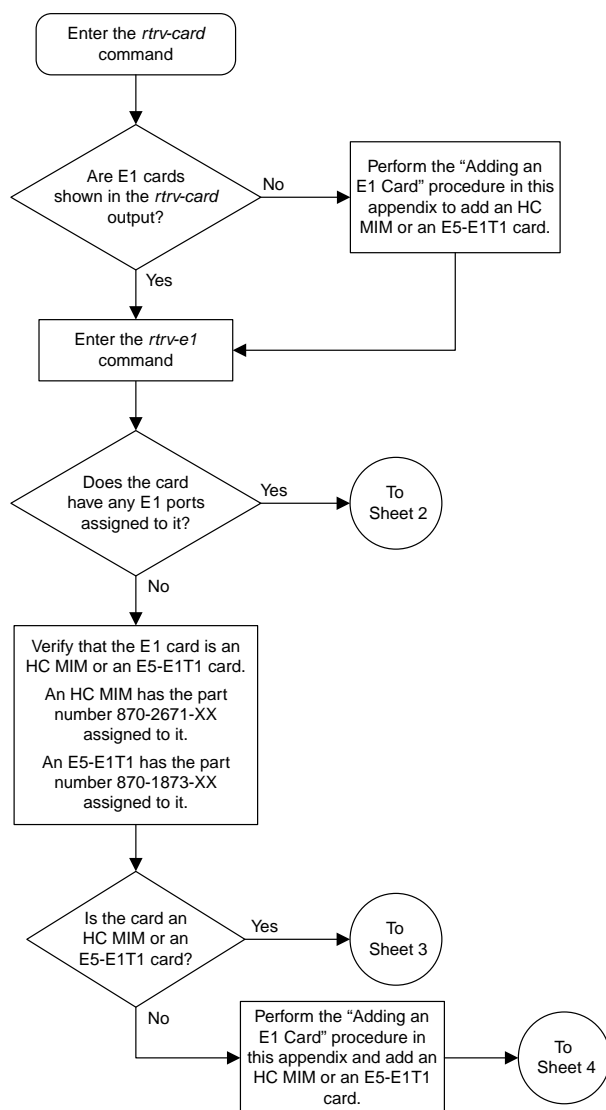 Enter the rtrv-card
command
Are E1 cards
shown in the rtrv-card
output?
No
Perform the “Adding an
E1 Card” procedure in this
appendix to add an HC
MIM or an E5-E1T1 card.
Yes
Enter the rtrv-e1
command
Does the card
have any E1 ports
assigned to it?
Yes
To
Sheet 2
No
Verify that the E1 card is an
HC MIM or an E5-E1T1 card.
An HC MIM has the part
number 870-2671-XX
assigned to it.
An E5-E1T1 has the part
number 870-1873-XX
assigned to it.
Is the card an
HC MIM or an
E5-E1T1 card?
Yes
To
Sheet 3
No
Perform the “Adding an
E1 Card” procedure in
this appendix and add an
HC MIM or an E5-E1T1
card.
To
Sheet 4